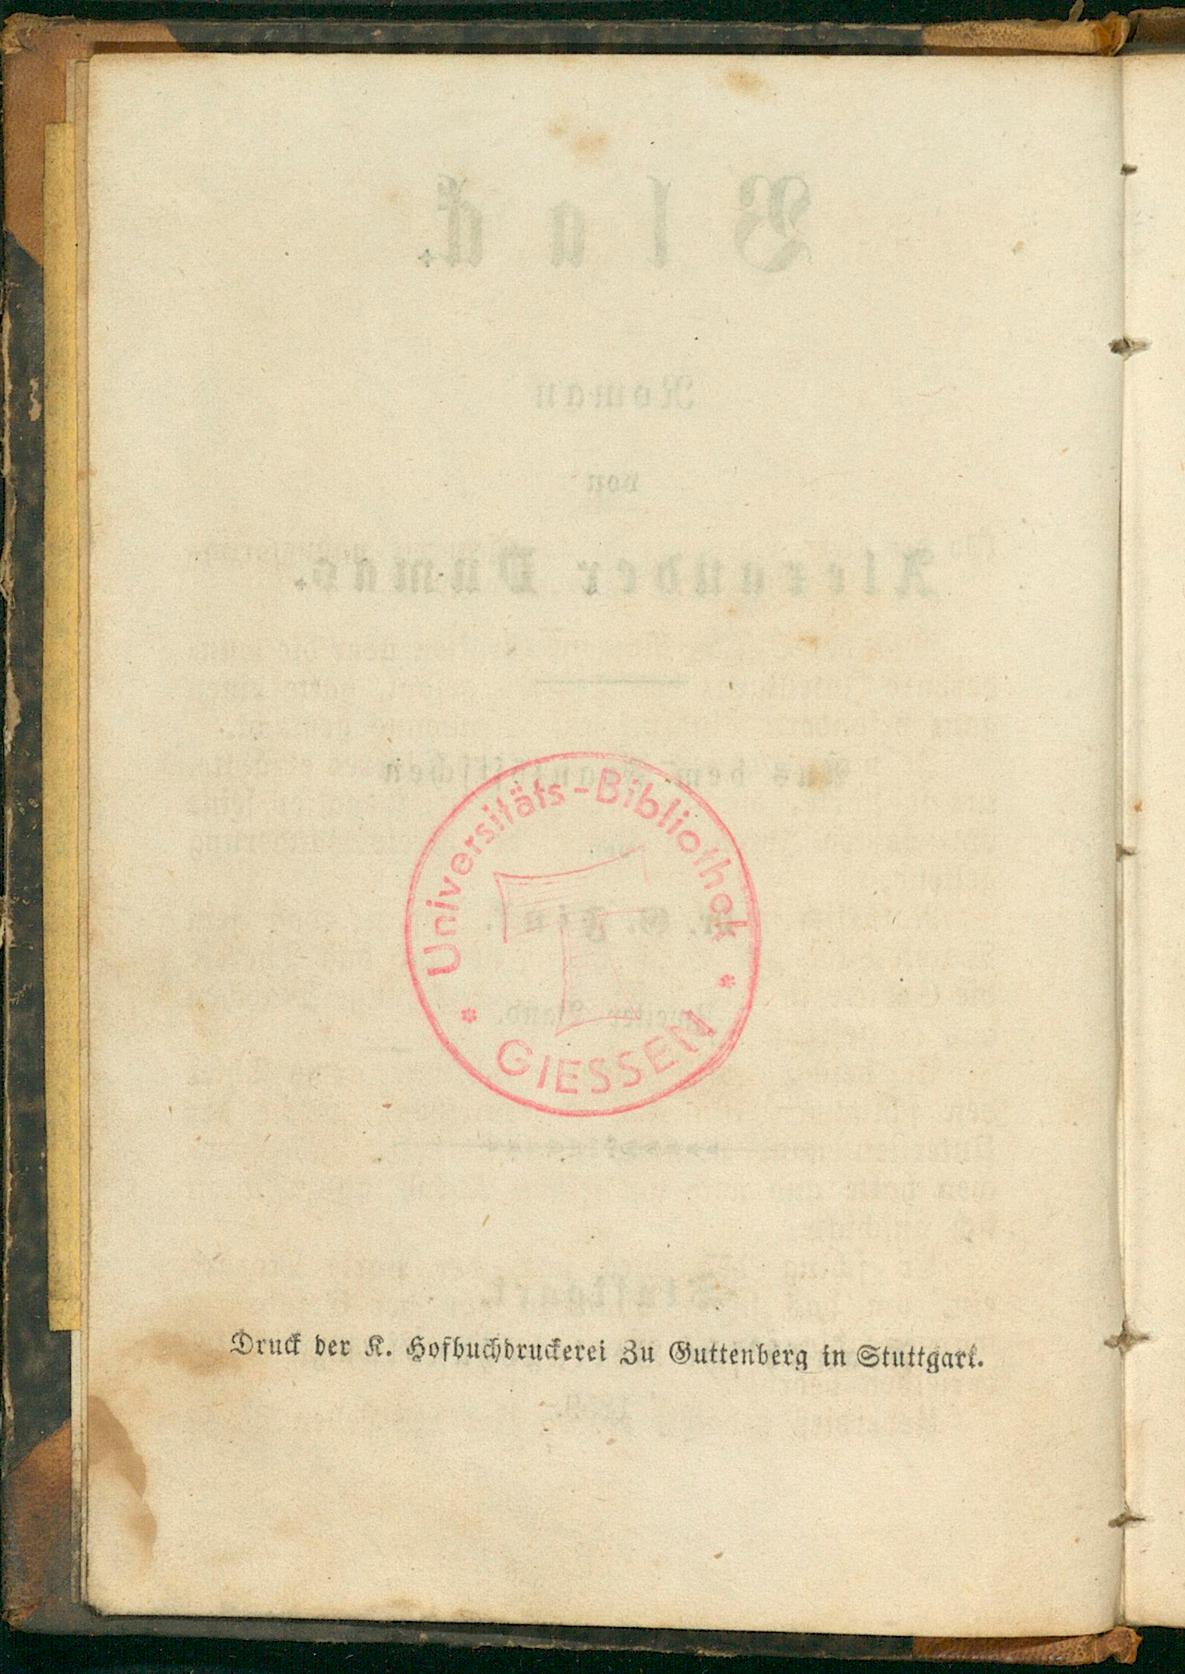 Universitäts-Bibliothek
* GIESSEN *
Druck der K. Hofbuchdruckerei Zu Guttenberg in Stuttgart.